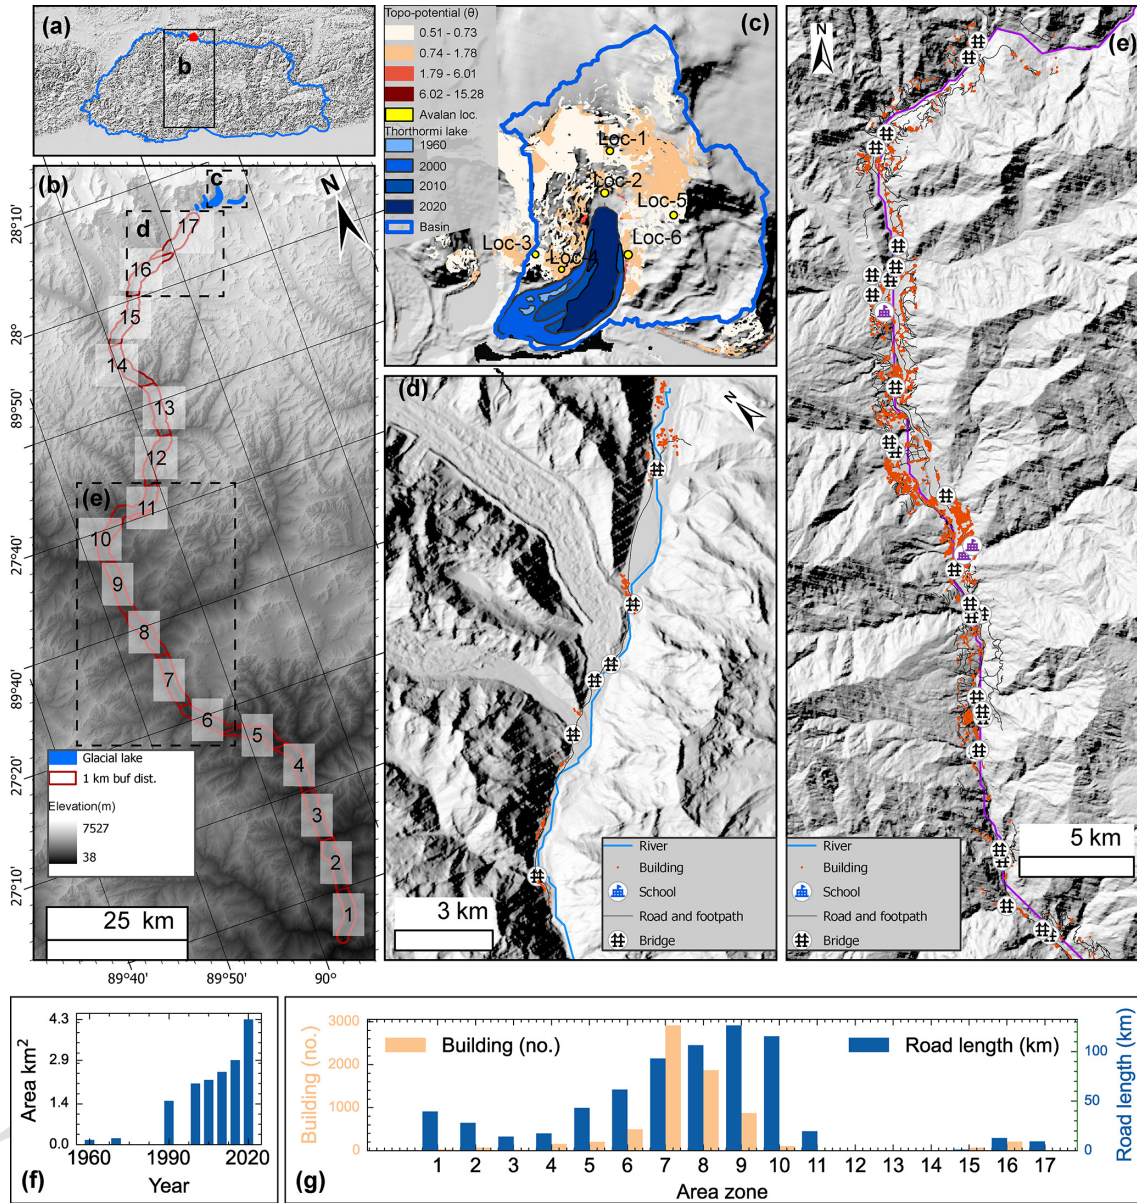 (a)
b
(b)
N
c
d
17
16
15
14
13
12
(e)
11
10
9
8
7
6
5
4
3
2
1
28°10'
28°
89°50'
27°40'
89°40'
27°20'
27°10'
89°40'
89°50'
90°
Glacial lake
1 km buf dist.
Elevation(m)
7527
38
25 km
(c)
Topo-potential (θ)
0.51 - 0.73
0.74 - 1.78
1.79 - 6.01
6.02 - 15.28
Avalan loc.
Thorthormi lake
1960
2000
2010
2020
Basin
Loc-1
Loc-2
Loc-5
Loc-3
Loc-4
Loc-6
(d)
N
3 km
River
Building
School
Road and footpath
Bridge
(e)
N
5 km
River
Building
School
Road and footpath
Bridge
(f)
Area km²
4.3
2.9
1.4
0.0
1960
1990
2020
Year
(g)
Building (no.)
3000
2000
1000
0
Building (no.)
Road length (km)
100
50
0
Road length (km)
1 2 3 4 5 6 7 8 9 10 11 12 13 14 15 16 17
Area zone